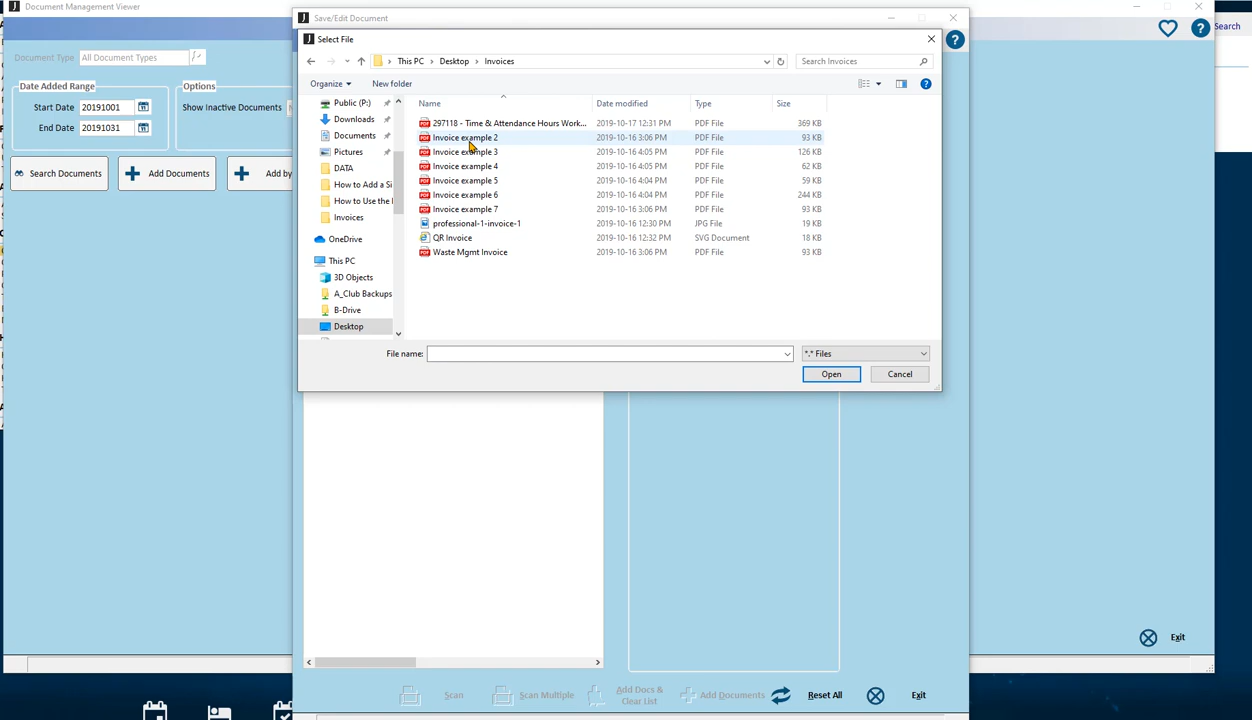 Document Management Viewer
Save/Edit Document
Search
Select File
This PC
Desktop
Invoices
Search Invoices
Document Type
All Document Types
Organize
New folder
Date Added Range
Options
Start Date
20191001
Show Inactive Documents
End Date
20191031
Search Documents
Add Documents
Add by
Public (P:)
Downloads
Documents
Pictures
DATA
How to Add a Si
How to Use the
Invoices
OneDrive
This PC
3D Objects
A_Club Backups
B-Drive
Desktop
Name Date modified Type Size
297118 - Time & Attendance Hours Work... 2019-10-17 12:31 PM PDF File 369 KB
Invoice example 2 2019-10-16 3:06 PM PDF File 93 KB
Invoice example 3 2019-10-16 4:05 PM PDF File 126 KB
Invoice example 4 2019-10-16 4:05 PM PDF File 62 KB
Invoice example 5 2019-10-16 4:04 PM PDF File 59 KB
Invoice example 6 2019-10-16 4:04 PM PDF File 244 KB
Invoice example 7 2019-10-16 3:06 PM PDF File 93 KB
professional-1-invoice-1 2019-10-16 12:30 PM JPG File 19 KB
QR Invoice 2019-10-16 12:32 PM SVG Document 18 KB
Waste Mgmt Invoice 2019-10-16 3:06 PM PDF File 93 KB
File name:
*.* Files
Open
Cancel
Exit
Scan
Scan Multiple
Add Docs &
Clear List
Add Documents
Reset All
Exit